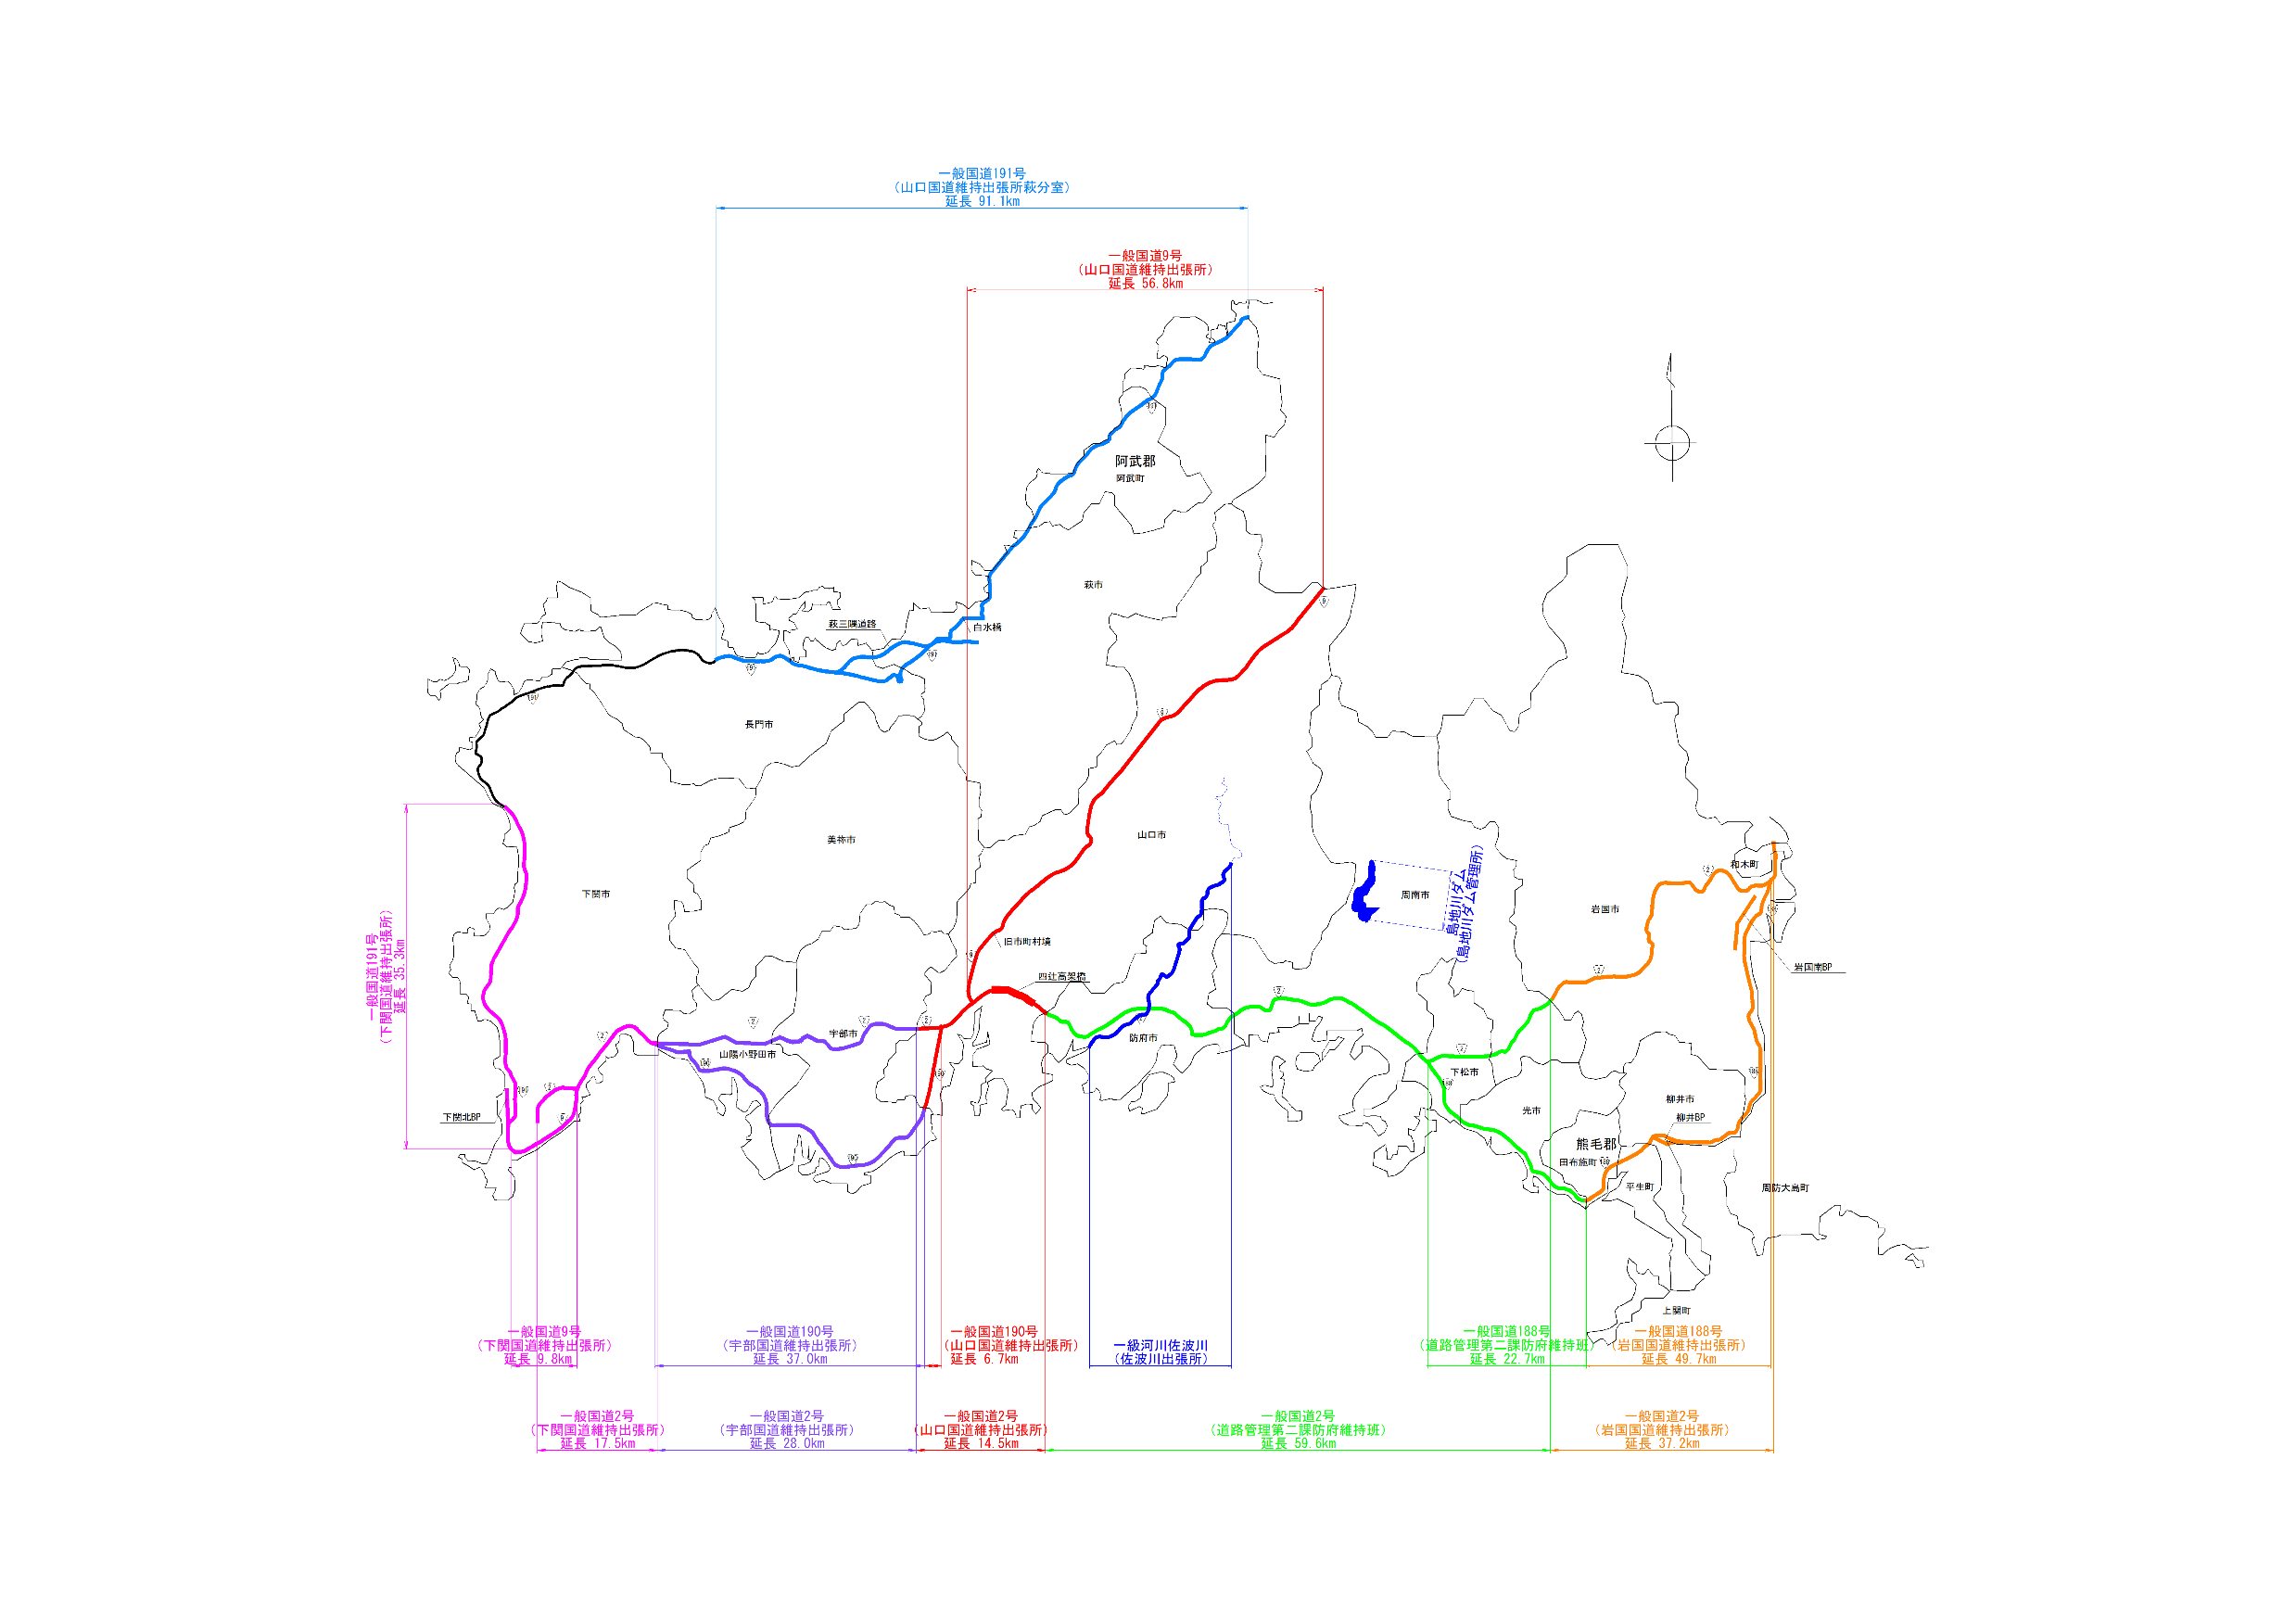 一般国道191号
（山口国道維持出張所萩分室）
延長 91.1km
一般国道9号
（山口国道維持出張所）
延長 56.8km
阿武郡
阿武町
萩市
萩三隅道路
白水橋
長門市
美祢市
山口市
下関市
和木町
周南市
島地川ダム
（島地川ダム管理所）
岩国市
一般国道191号
（下関国道維持出張所）
延長 35.3km
旧市町村境
四辻高架橋
岩国南BP
宇部市
山陽小野田市
防府市
下松市
下関北BP
光市
柳井市
柳井BP
熊毛郡
田布施町
平生町
周防大島町
上関町
一般国道9号
（下関国道維持出張所）
延長 9.8km
一般国道190号
（宇部国道維持出張所）
延長 37.0km
一般国道190号
（山口国道維持出張所）
延長 6.7km
一級河川佐波川
（佐波川出張所）
一般国道188号
（道路管理第二課防府維持班）
延長 22.7km
一般国道188号
（岩国国道維持出張所）
延長 49.7km
一般国道2号
（下関国道維持出張所）
延長 17.5km
一般国道2号
（宇部国道維持出張所）
延長 28.0km
一般国道2号
（山口国道維持出張所）
延長 14.5km
一般国道2号
（道路管理第二課防府維持班）
延長 59.6km
一般国道2号
（岩国国道維持出張所）
延長 37.2km